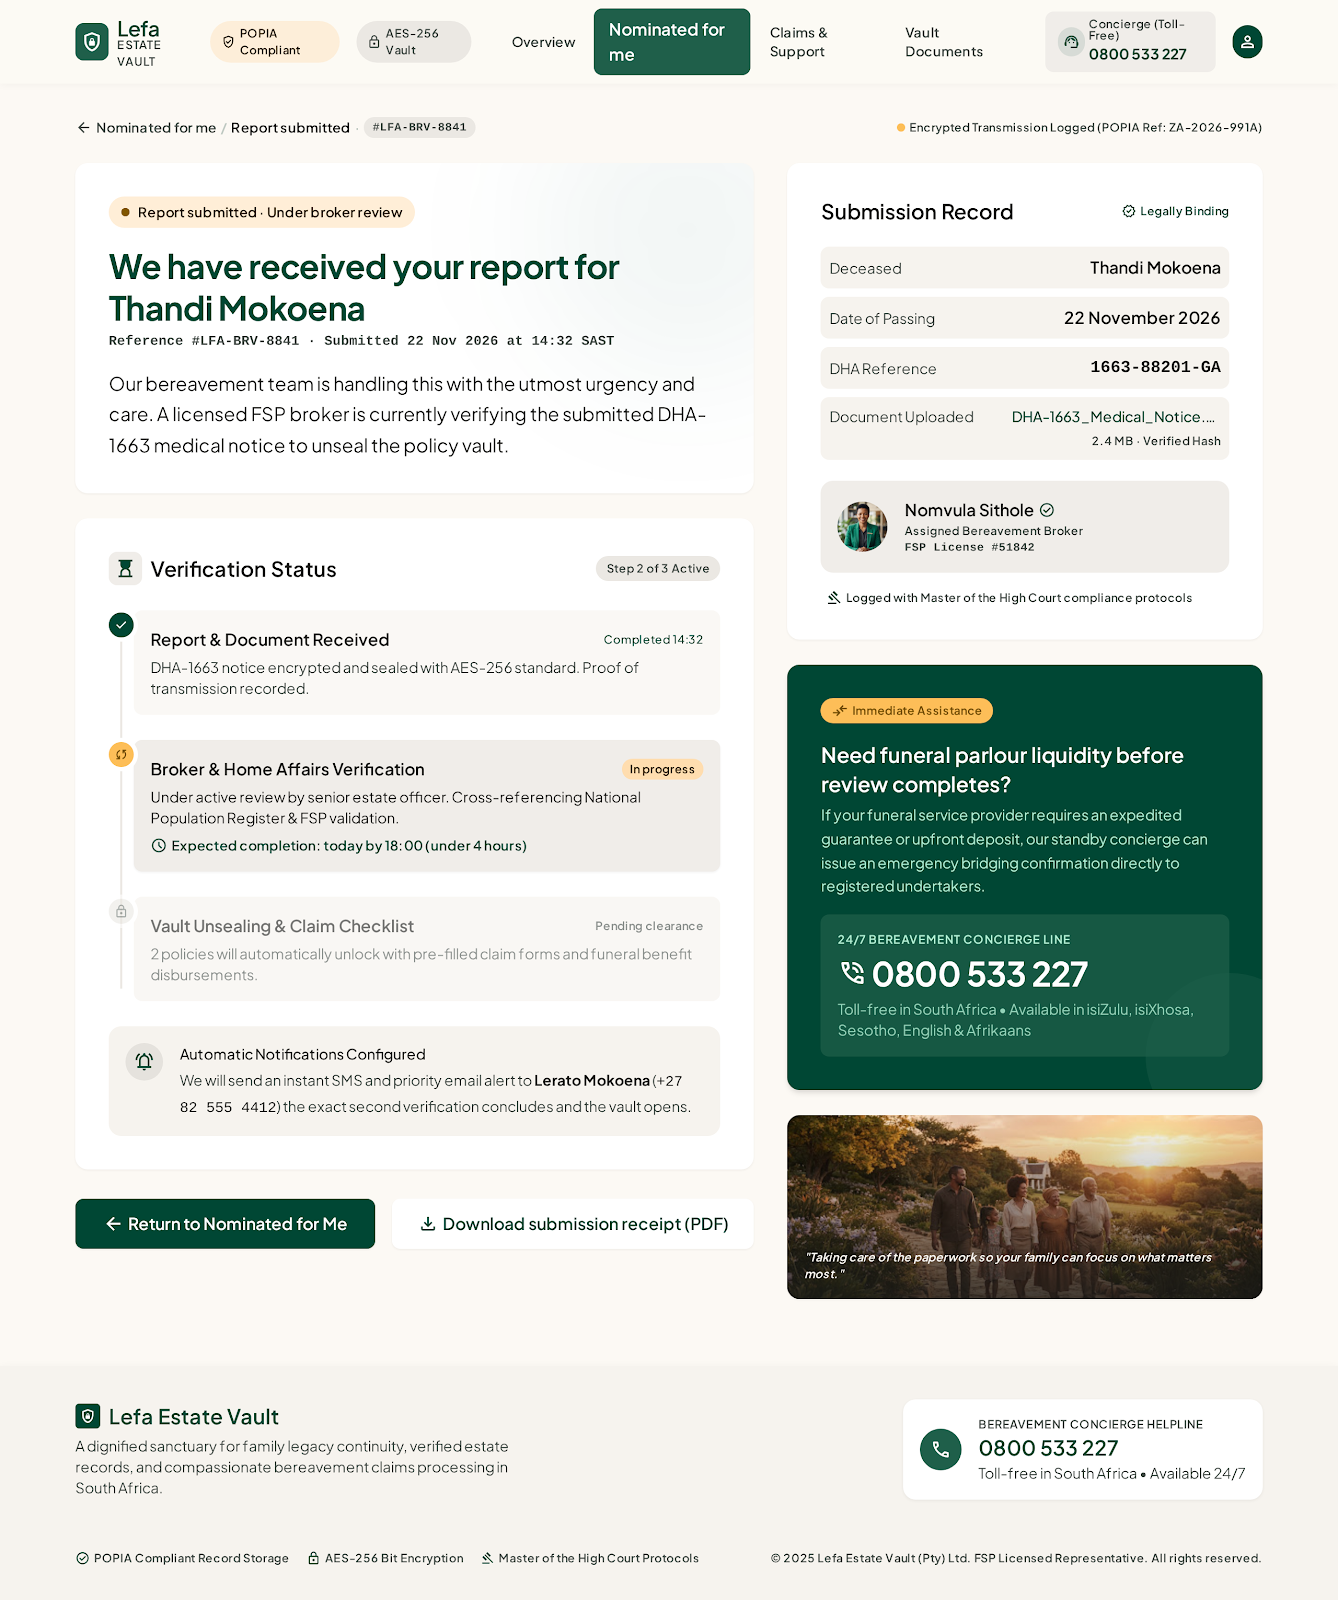 Lefa
ESTATE
VAULT
POPIA
Compliant
AES-256
Vault
Overview
Nominated for
me
Claims &
Support
Vault
Documents
Concierge (Toll-
Free)
0800 533 227
← Nominated for me / Report submitted · #LFA-BRV-8841
Encrypted Transmission Logged (POPIA Ref: ZA-2026-991A)
Report submitted · Under broker review
We have received your report for
Thandi Mokoena
Reference #LFA-BRV-8841 · Submitted 22 Nov 2026 at 14:32 SAST
Our bereavement team is handling this with the utmost urgency and
care. A licensed FSP broker is currently verifying the submitted DHA-
1663 medical notice to unseal the policy vault.
Verification Status
Step 2 of 3 Active
Report & Document Received
Completed 14:32
DHA-1663 notice encrypted and sealed with AES-256 standard. Proof of
transmission recorded.
Broker & Home Affairs Verification
In progress
Under active review by senior estate officer. Cross-referencing National
Population Register & FSP validation.
Expected completion: today by 18:00 (under 4 hours)
Vault Unsealing & Claim Checklist
Pending clearance
2 policies will automatically unlock with pre-filled claim forms and funeral benefit
disbursements.
Automatic Notifications Configured
We will send an instant SMS and priority email alert to Lerato Mokoena (+27
82 555 4412) the exact second verification concludes and the vault opens.
← Return to Nominated for Me
Download submission receipt (PDF)
Submission Record
Legally Binding
Deceased
Thandi Mokoena
Date of Passing
22 November 2026
DHA Reference
1663-88201-GA
Document Uploaded
DHA-1663_Medical_Notice....
2.4 MB · Verified Hash
Nomvula Sithole
Assigned Bereavement Broker
FSP License #51842
Logged with Master of the High Court compliance protocols
Immediate Assistance
Need funeral parlour liquidity before
review completes?
If your funeral service provider requires an expedited
guarantee or upfront deposit, our standby concierge can
issue an emergency bridging confirmation directly to
registered undertakers.
24/7 BEREAVEMENT CONCIERGE LINE
0800 533 227
Toll-free in South Africa • Available in isiZulu, isiXhosa,
Sesotho, English & Afrikaans
"Taking care of the paperwork so your family can focus on what matters
most."
Lefa Estate Vault
A dignified sanctuary for family legacy continuity, verified estate
records, and compassionate bereavement claims processing in
South Africa.
BEREAVEMENT CONCIERGE HELPLINE
0800 533 227
Toll-free in South Africa • Available 24/7
POPIA Compliant Record Storage
AES-256 Bit Encryption
Master of the High Court Protocols
© 2025 Lefa Estate Vault (Pty) Ltd. FSP Licensed Representative. All rights reserved.